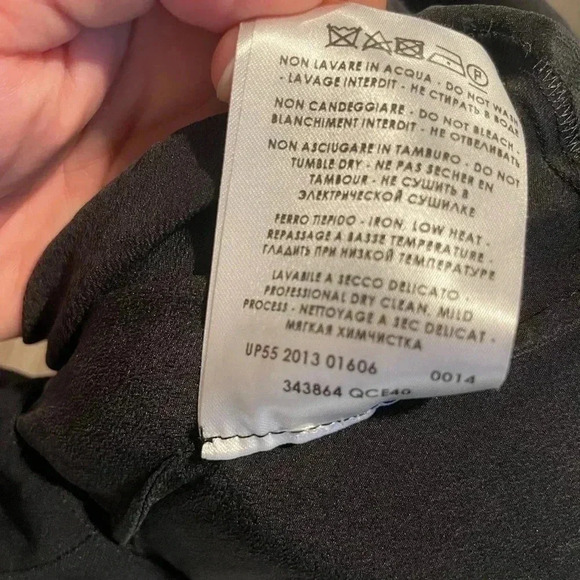 P
NON LAVARE IN ACQUA - DO NOT WASH
- LAVAGE INTERDIT - НЕ СТИРАТЬ В ВОДЕ
NON CANDEGGIARE - DO NOT BLEACH -
BLANCHIMENT INTERDIT - НЕ ОТБЕЛИВАТЬ
NON ASCIUGARE IN TAMBURO - DO NOT
TUMBLE DRY - NE PAS SECHER EN
TAMBOUR - НЕ СУШИТЬ В
ЭЛЕКТРИЧЕСКОЙ СУШИЛКЕ
FERRO TIEPIDO - IRON, LOW HEAT -
REPASSAGE A BASSE TEMPERATURE -
ГЛАДИТЬ ПРИ НИЗКОЙ ТЕМПЕРАТУРЕ
LAVABILE A SECCO DELICATO -
PROFESSIONAL DRY CLEAN, MILD
PROCESS - NETTOYAGE A SEC DELICAT -
МЯГКАЯ ХИМЧИСТКА
UP55 2013 01606 0014
343864 QCE40